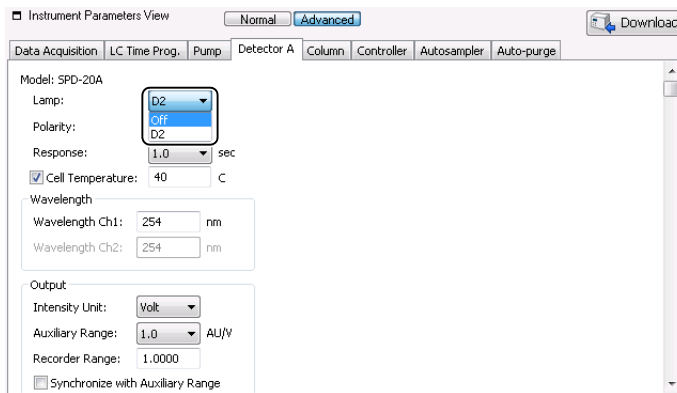 Instrument Parameters View
Normal Advanced
Download
Data Acquisition LC Time Prog. Pump Detector A Column Controller Autosampler Auto-purge
Model: SPD-20A
Lamp: D2
Polarity: Off
D2
Response: 1.0 sec
Cell Temperature: 40 C
Wavelength
Wavelength Ch1: 254 nm
Wavelength Ch2: 254 nm
Output
Intensity Unit: Volt
Auxiliary Range: 1.0 AU/V
Recorder Range: 1.0000
Synchronize with Auxiliary Range